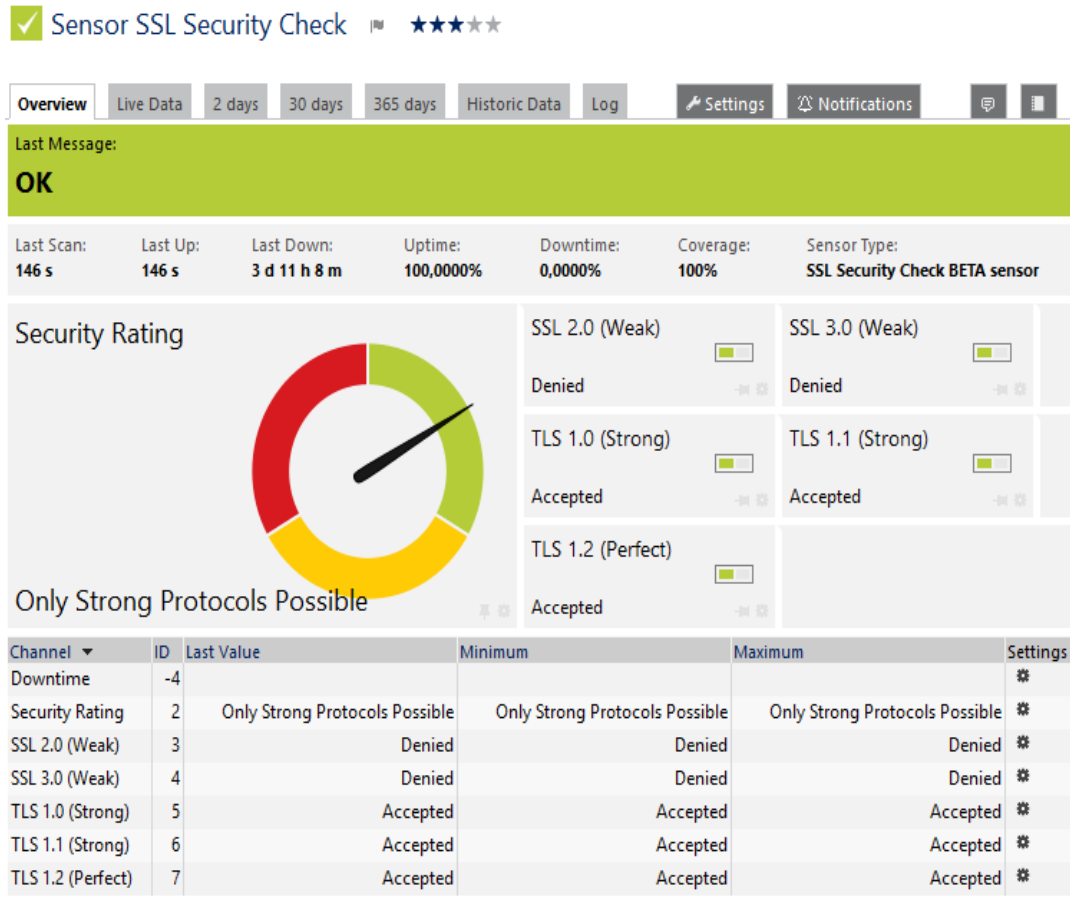 Sensor SSL Security Check
Overview Live Data 2 days 30 days 365 days Historic Data Log Settings Notifications
Last Message:
OK
Last Scan: Last Up: Last Down: Uptime: Downtime: Coverage: Sensor Type:
146 s 146 s 3 d 11 h 8 m 100,0000% 0,0000% 100% SSL Security Check BETA sensor
Security Rating
Only Strong Protocols Possible
SSL 2.0 (Weak) SSL 3.0 (Weak)
Denied Denied
TLS 1.0 (Strong) TLS 1.1 (Strong)
Accepted Accepted
TLS 1.2 (Perfect)
Accepted
Channel ID Last Value Minimum Maximum Settings
Downtime -4
Security Rating 2 Only Strong Protocols Possible Only Strong Protocols Possible Only Strong Protocols Possible
SSL 2.0 (Weak) 3 Denied Denied Denied
SSL 3.0 (Weak) 4 Denied Denied Denied
TLS 1.0 (Strong) 5 Accepted Accepted Accepted
TLS 1.1 (Strong) 6 Accepted Accepted Accepted
TLS 1.2 (Perfect) 7 Accepted Accepted Accepted